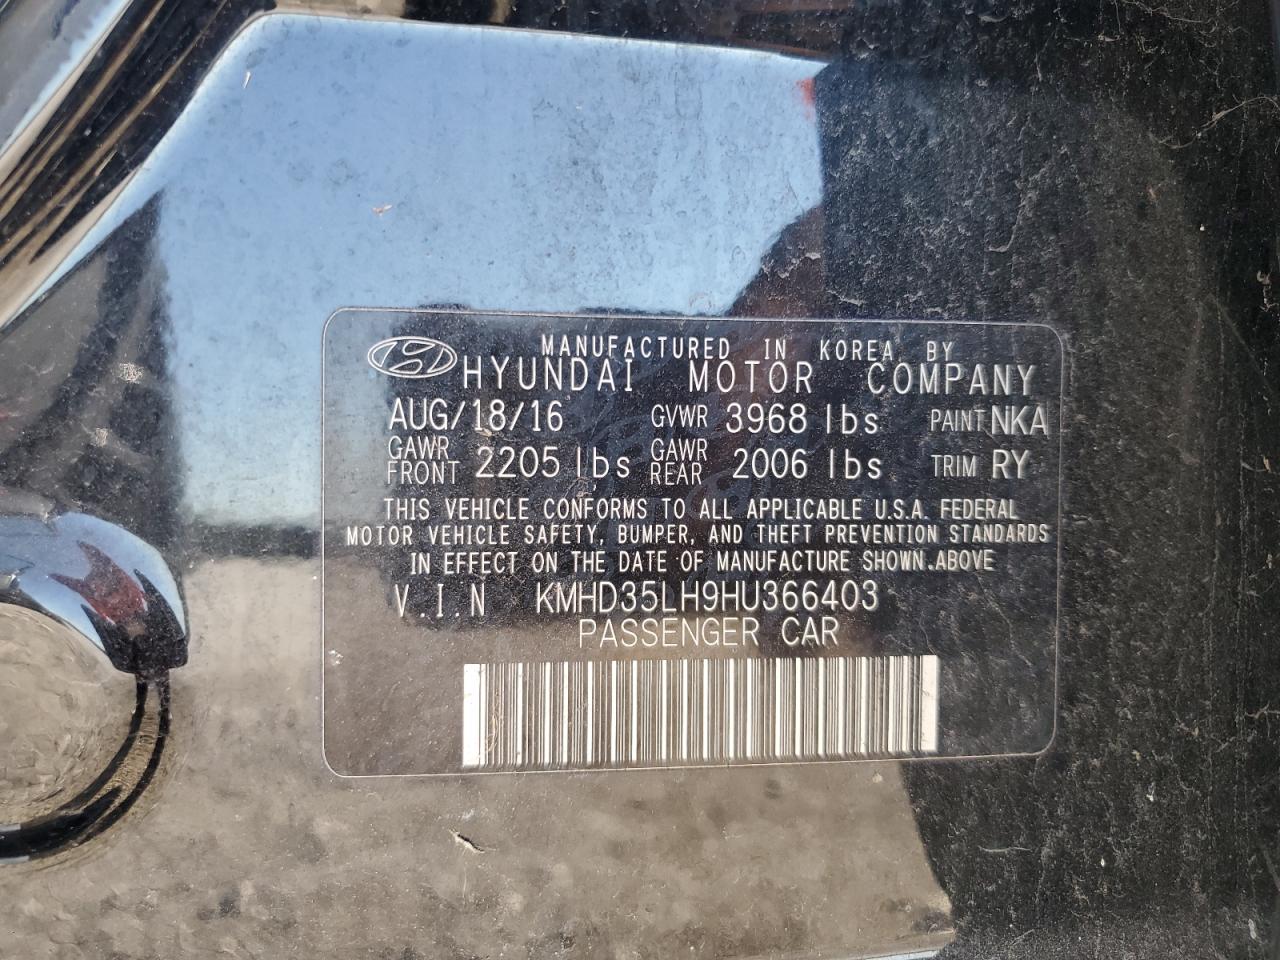 MANUFACTURED IN KOREA BY
HYUNDAI MOTOR COMPANY
AUG/18/16 GVWR 3968 lbs PAINT NKA
GAWR FRONT 2205 lbs GAWR REAR 2006 lbs TRIM RY
THIS VEHICLE CONFORMS TO ALL APPLICABLE U.S.A. FEDERAL
MOTOR VEHICLE SAFETY, BUMPER, AND THEFT PREVENTION STANDARDS
IN EFFECT ON THE DATE OF MANUFACTURE SHOWN.ABOVE
V.I.N KMHD35LH9HU366403
PASSENGER CAR